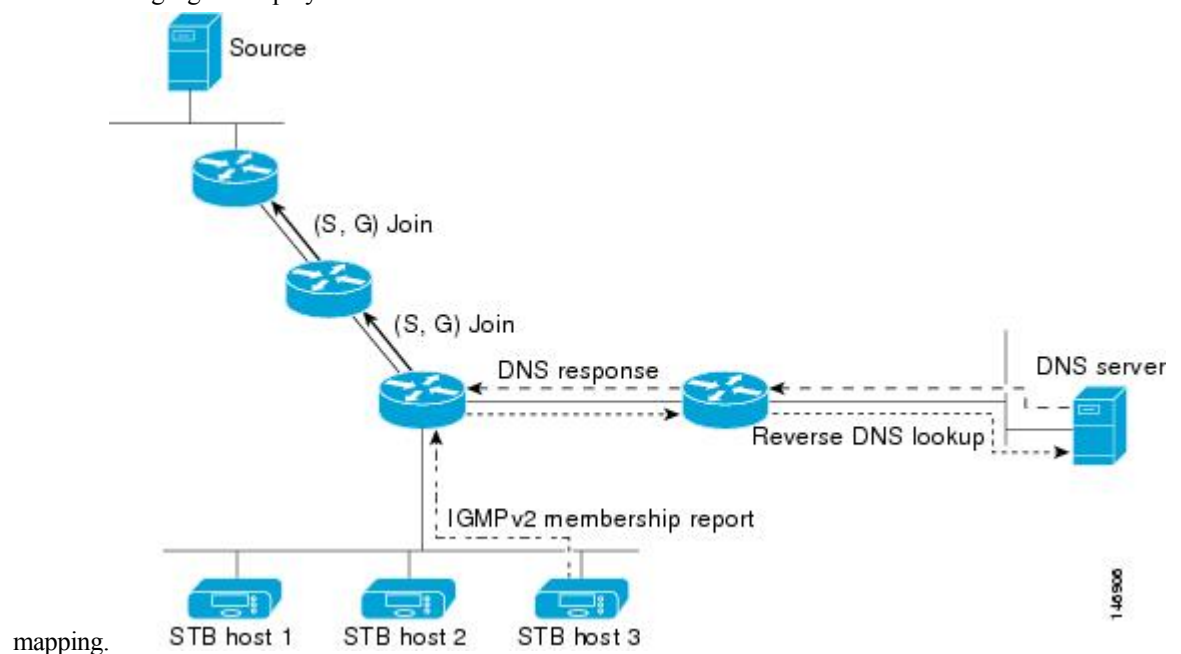 Source
(S, G) Join
(S, G) Join
DNS response
DNS server
Reverse DNS lookup
IGMPv2 membership report
146906
mapping.
STB host 1
STB host 2
STB host 3